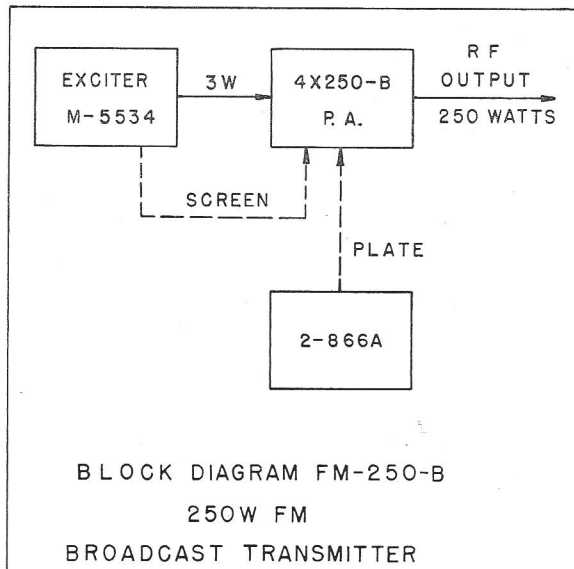 EXCITER
M-5534
3W
4X250-B
P. A.
RF
OUTPUT
250 WATTS
SCREEN
PLATE
2-866A
BLOCK DIAGRAM FM-250-B
250W FM
BROADCAST TRANSMITTER